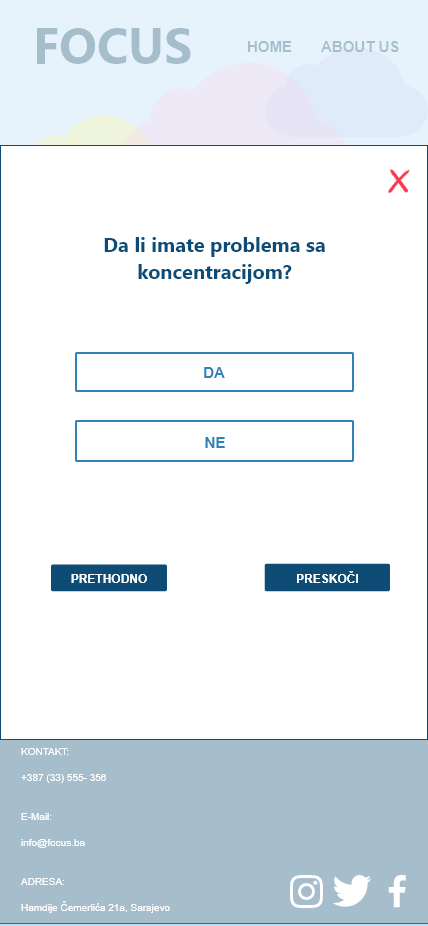 FOCUS
HOME
ABOUT US
X
Da li imate problema sa
koncentracijom?
DA
NE
PRETHODNO
PRESKOČI
KONTAKT:
+387 (33) 555- 356
E-Mail:
info@focus.ba
ADRESA:
Hamdije Čemerlića 21a, Sarajevo